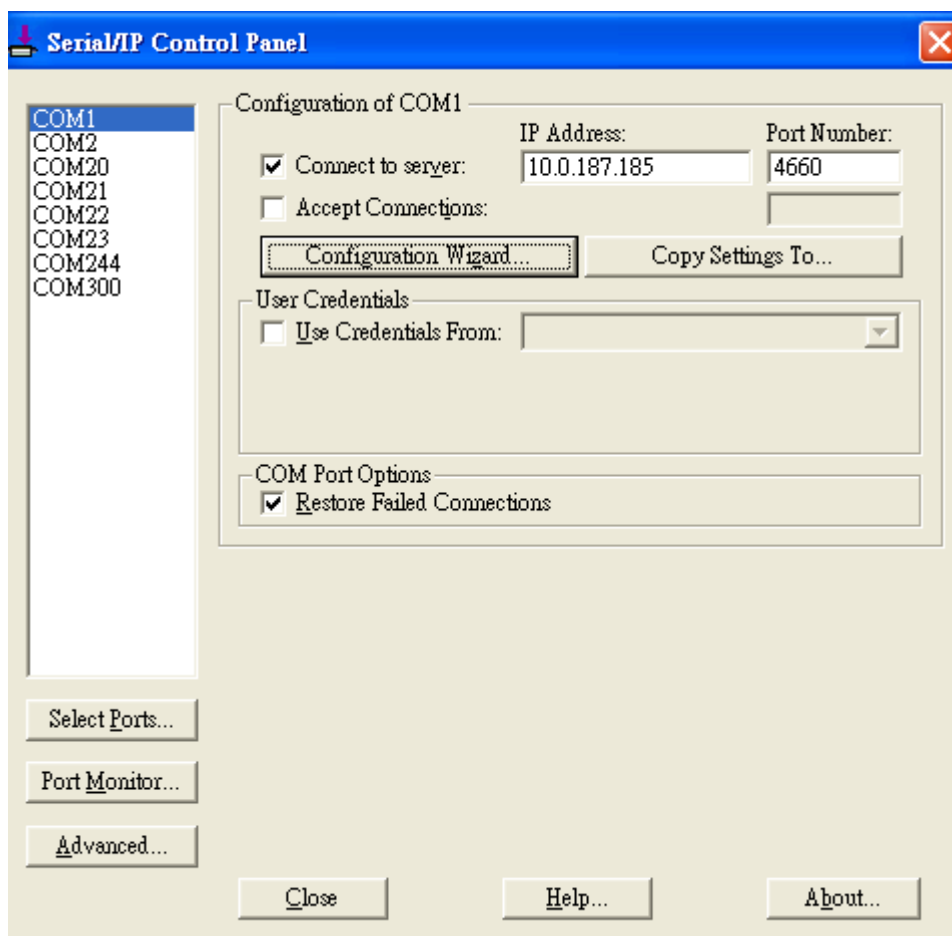 Serial/IP Control Panel
COM1
COM2
COM20
COM21
COM22
COM23
COM244
COM300
Select Ports...
Port Monitor...
Advanced...
Configuration of COM1
IP Address: Port Number:
Connect to server: 10.0.187.185 4660
Accept Connections:
Configuration Wizard... Copy Settings To...
User Credentials
Use Credentials From:
COM Port Options
Restore Failed Connections
Close Help... About...